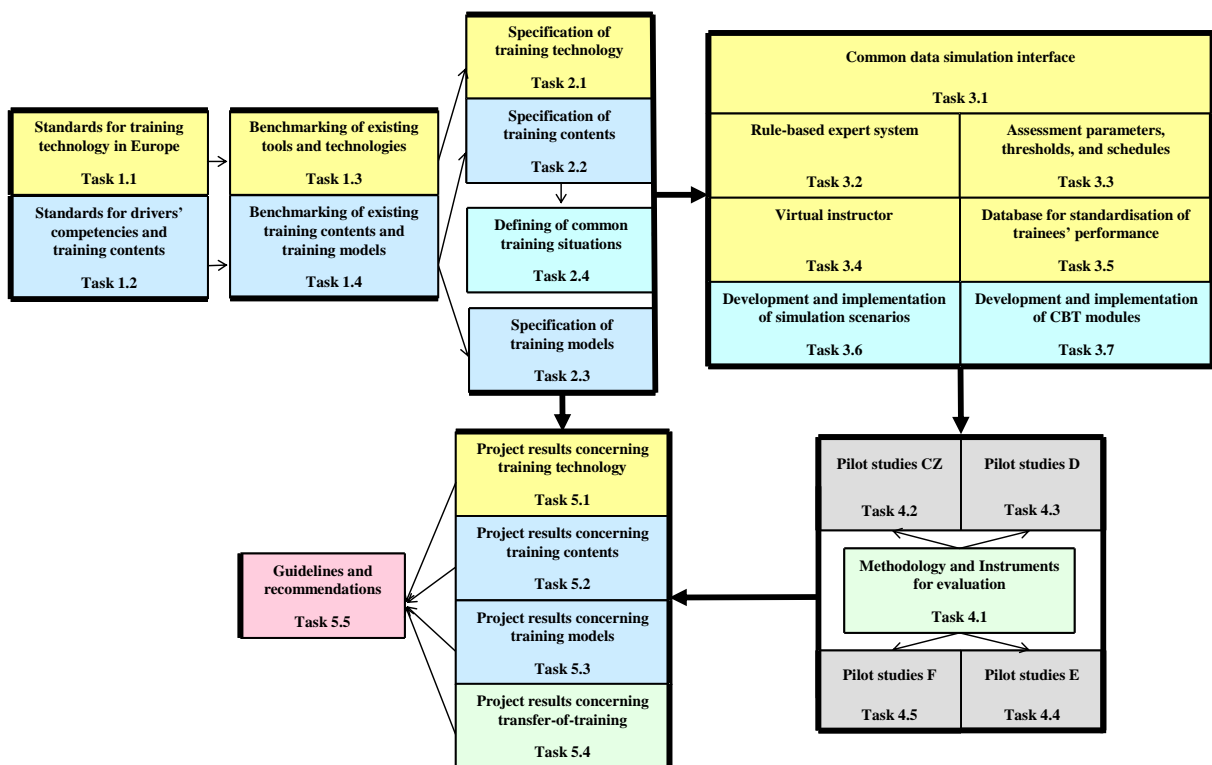 Standards for training
technology in Europe
Task 1.1
Standards for drivers’
competencies and
training contents
Task 1.2
Benchmarking of existing
tools and technologies
Task 1.3
Benchmarking of existing
training contents and
training models
Task 1.4
Specification of
training technology
Task 2.1
Specification of
training contents
Task 2.2
Defining of common
training situations
Task 2.4
Specification of
training models
Task 2.3
Common data simulation interface
Task 3.1
Rule-based expert system
Task 3.2
Assessment parameters,
thresholds, and schedules
Task 3.3
Virtual instructor
Task 3.4
Database for standardisation of
trainees’ performance
Task 3.5
Development and implementation
of simulation scenarios
Task 3.6
Development and implementation
of CBT modules
Task 3.7
Pilot studies CZ
Task 4.2
Pilot studies D
Task 4.3
Methodology and Instruments
for evaluation
Task 4.1
Pilot studies F
Task 4.5
Pilot studies E
Task 4.4
Project results concerning
training technology
Task 5.1
Project results concerning
training contents
Task 5.2
Project results concerning
training models
Task 5.3
Project results concerning
transfer-of-training
Task 5.4
Guidelines and
recommendations
Task 5.5